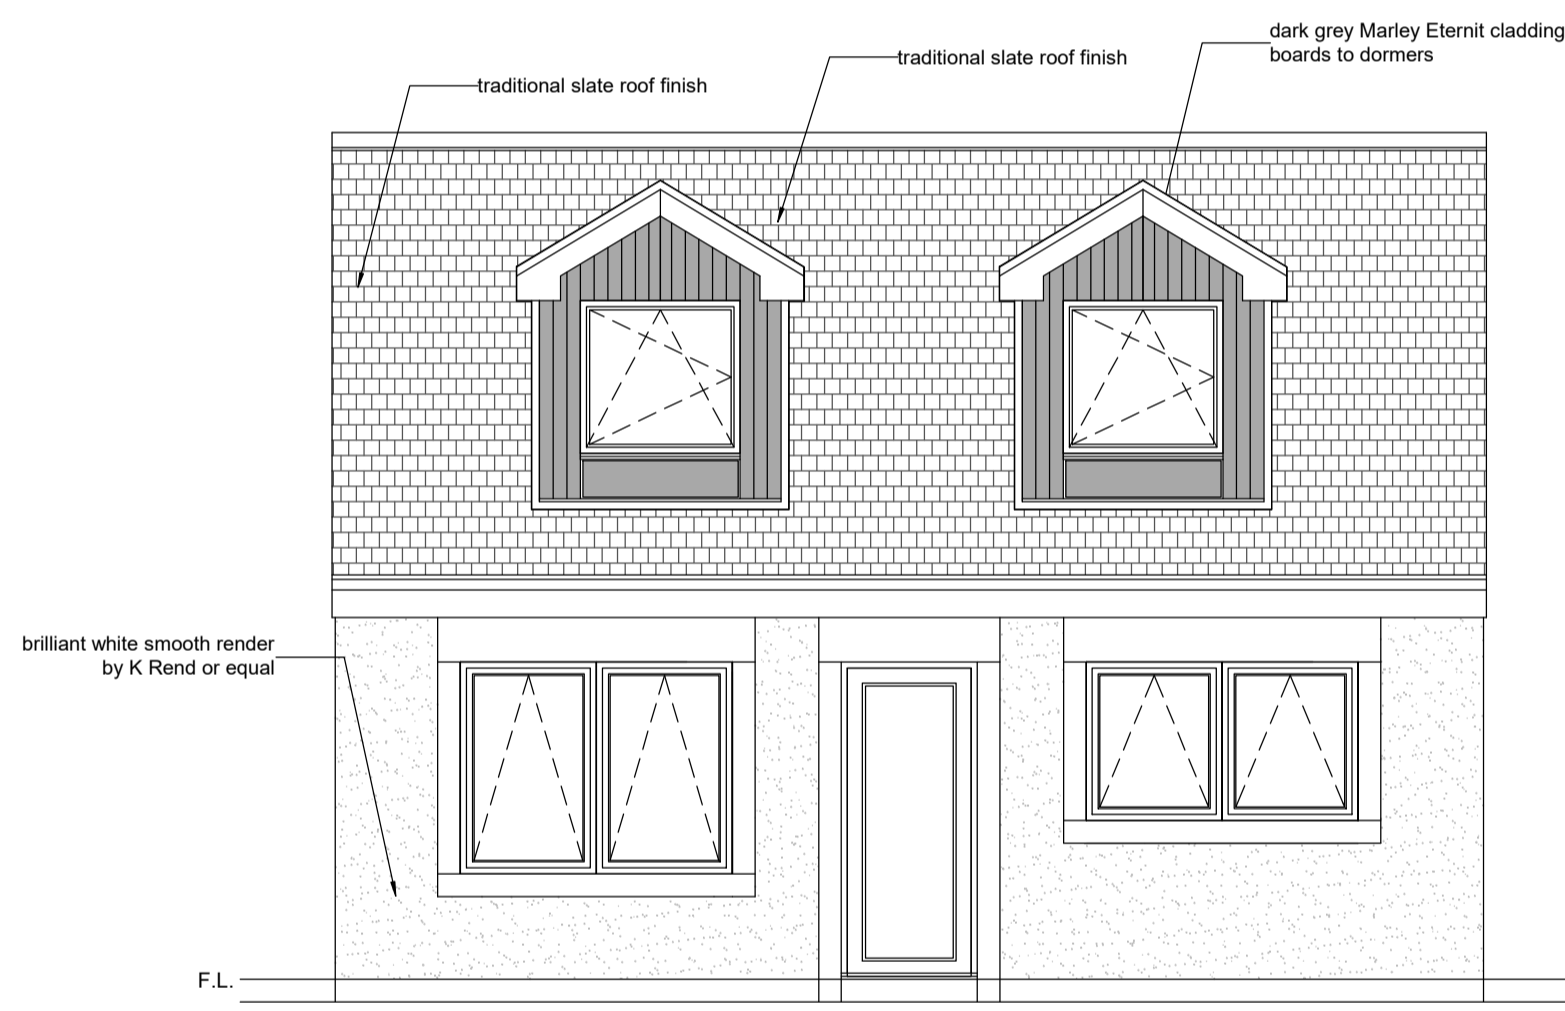 dark grey Marley Eternit cladding
boards to dormers
traditional slate roof finish
traditional slate roof finish
brilliant white smooth render
by K Rend or equal
F.L.